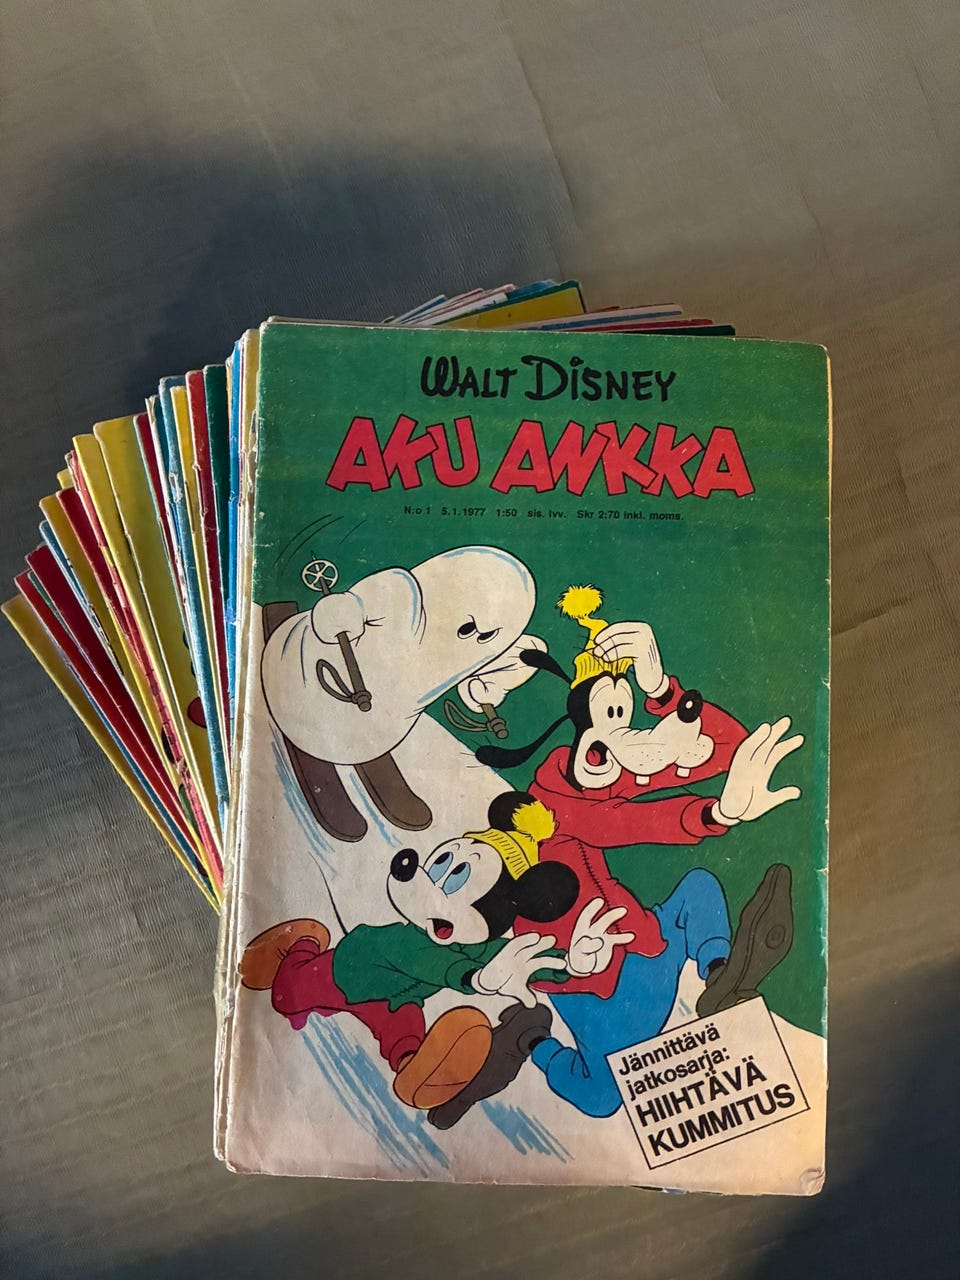 WALT DISNEY
AKU ANKKA
N:o 1 5.1.1977 1:50 sis. lvv. Skr 2:70 inkl. moms.
Jännittävä
jatkosarja:
HIIHTÄVÄ
KUMMITUS